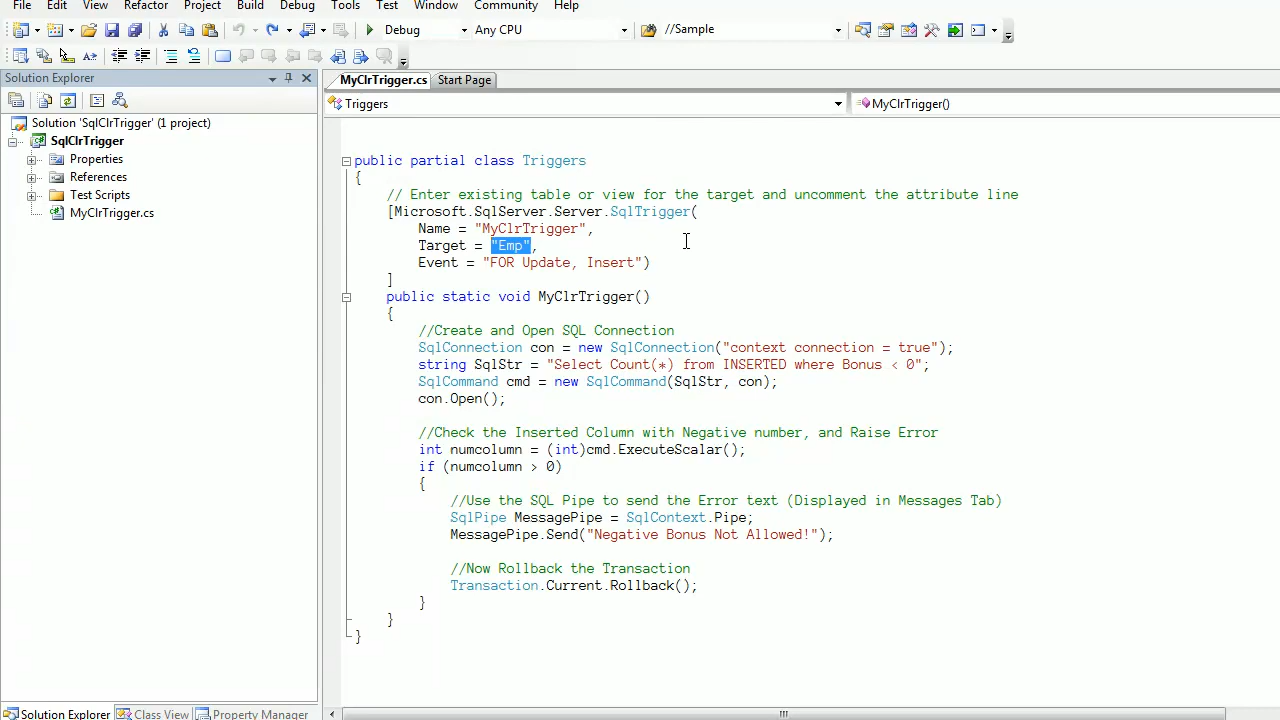 File Edit View Refactor Project Build Debug Tools Test Window Community Help
Debug Any CPU //Sample
Solution Explorer
MyClrTrigger.cs Start Page
Triggers MyClrTrigger()
Solution 'SqlClrTrigger' (1 project)
SqlClrTrigger
Properties
References
Test Scripts
MyClrTrigger.cs
public partial class Triggers
{
// Enter existing table or view for the target and uncomment the attribute line
[Microsoft.SqlServer.Server.SqlTrigger(
Name = "MyClrTrigger",
Target = "Emp",
Event = "FOR Update, Insert")
]
public static void MyClrTrigger()
{
//Create and Open SQL Connection
SqlConnection con = new SqlConnection("context connection = true");
string SqlStr = "Select Count(*) from INSERTED where Bonus < 0";
SqlCommand cmd = new SqlCommand(SqlStr, con);
con.Open();
//Check the Inserted Column with Negative number, and Raise Error
int numcolumn = (int)cmd.ExecuteScalar();
if (numcolumn > 0)
{
//Use the SQL Pipe to send the Error text (Displayed in Messages Tab)
SqlPipe MessagePipe = SqlContext.Pipe;
MessagePipe.Send("Negative Bonus Not Allowed!");
//Now Rollback the Transaction
Transaction.Current.Rollback();
}
}
}
Solution Explorer Class View Property Manager